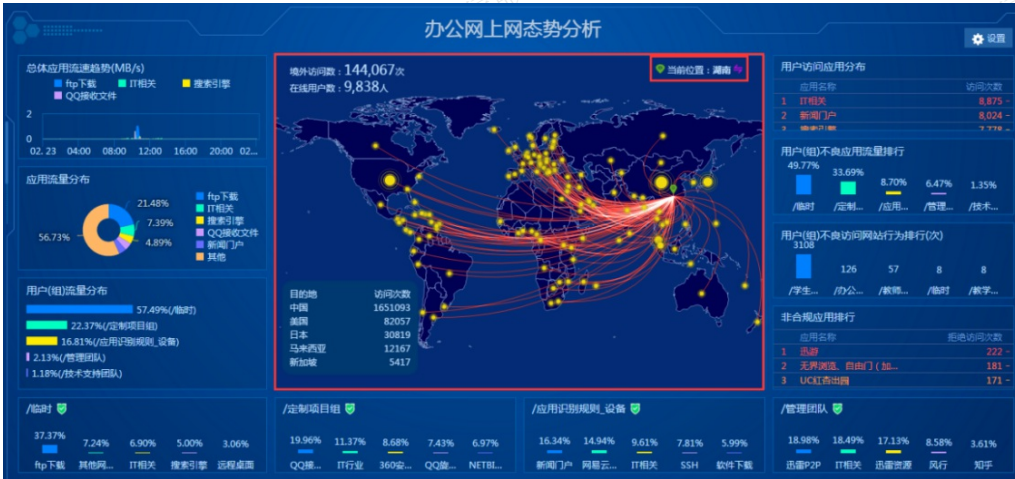 办公网上网态势分析
设置
总体应用流速趋势(MB/s)
ftp下载 IT相关 搜索引擎
QQ接收文件
2
0
02. 23 04:00 08:00 12:00 16:00 20:00 02...
应用流量分布
21.48%
7.39%
4.89%
56.73%
ftp下载
IT相关
搜索引擎
QQ接收文件
新闻门户
其他
用户(组)流量分布
57.49%(/临时)
22.37%(/定制项目组)
16.81%(/应用识别规则_设备)
2.13%(/管理团队)
1.18%(/技术支持团队)
境外访问数：144,067次
在线用户数：9,838人
当前位置：湖南
目的地 访问次数
中国 1651093
美国 82057
日本 30819
马来西亚 12167
新加坡 5417
用户访问应用分布
应用名称 访问次数
1 IT相关 8,875 -
2 新闻门户 8,024 -
3 搜索引擎 7,778 -
用户(组)不良应用流量排行
49.77% 33.69% 8.70% 6.47% 1.35%
/临时 /定制... /应用... /管理... /技术...
用户(组)不良访问网站行为排行(次)
3108 126 57 8 8
/学生... /办公... /教师... /临时 /教学...
非合规应用排行
应用名称 拒绝访问次数
1 迅游 222 -
2 无界浏览、自由门 ( 加... 181 -
3 UC红杏出园 171 -
/临时
37.37% 7.24% 6.90% 5.00% 3.06%
ftp下载 其他网... IT相关 搜索引擎 远程桌面
/定制项目组
19.96% 11.37% 8.68% 7.43% 6.97%
QQ接... IT行业 360安... QQ旋... NETBI...
/应用识别规则_设备
16.34% 14.94% 9.61% 7.81% 5.99%
新闻门户 网易云... IT相关 SSH 软件下载
/管理团队
18.98% 18.49% 17.13% 8.58% 3.61%
迅雷P2P IT相关 迅雷资源 风行 知乎